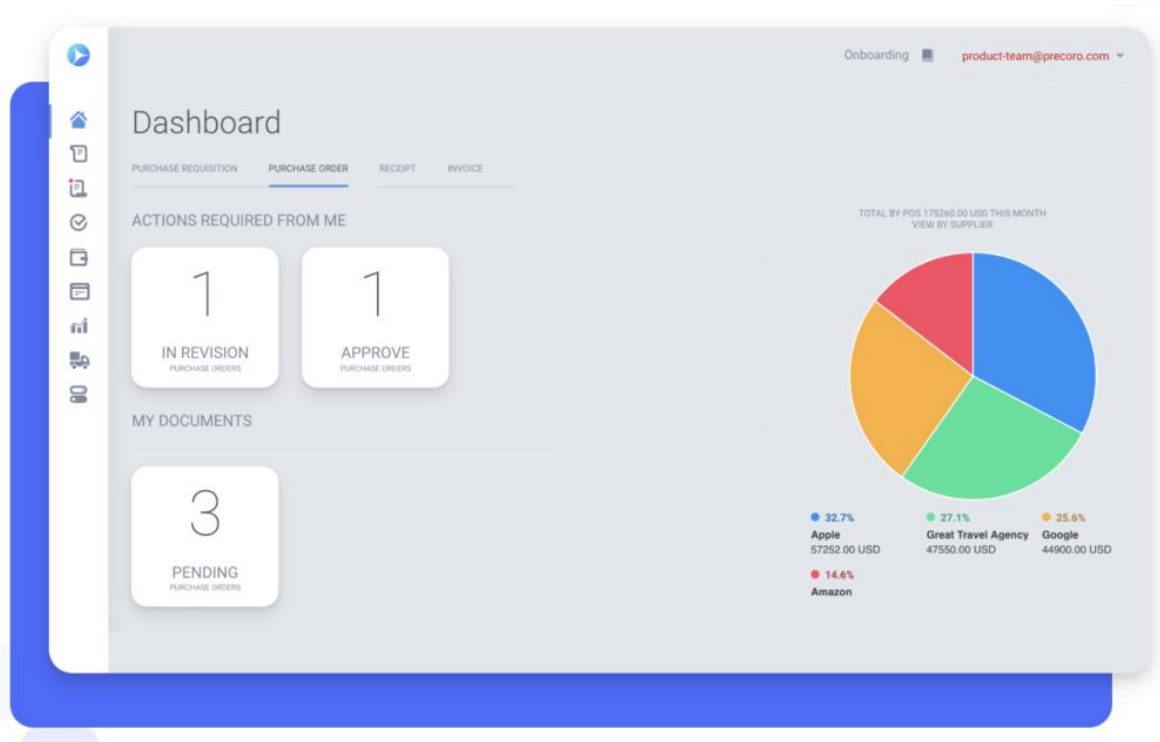 Onboarding
product-team@precoro.com
Dashboard
PURCHASE REQUISITION PURCHASE ORDER RECEIPT INVOICE
ACTIONS REQUIRED FROM ME
1
IN REVISION
PURCHASE ORDERS
1
APPROVE
PURCHASE ORDERS
MY DOCUMENTS
3
PENDING
PURCHASE ORDERS
TOTAL BY POS 175260.00 USD THIS MONTH
VIEW BY SUPPLIER
32.7%
Apple
57252.00 USD
27.1%
Great Travel Agency
47550.00 USD
25.6%
Google
44900.00 USD
14.6%
Amazon